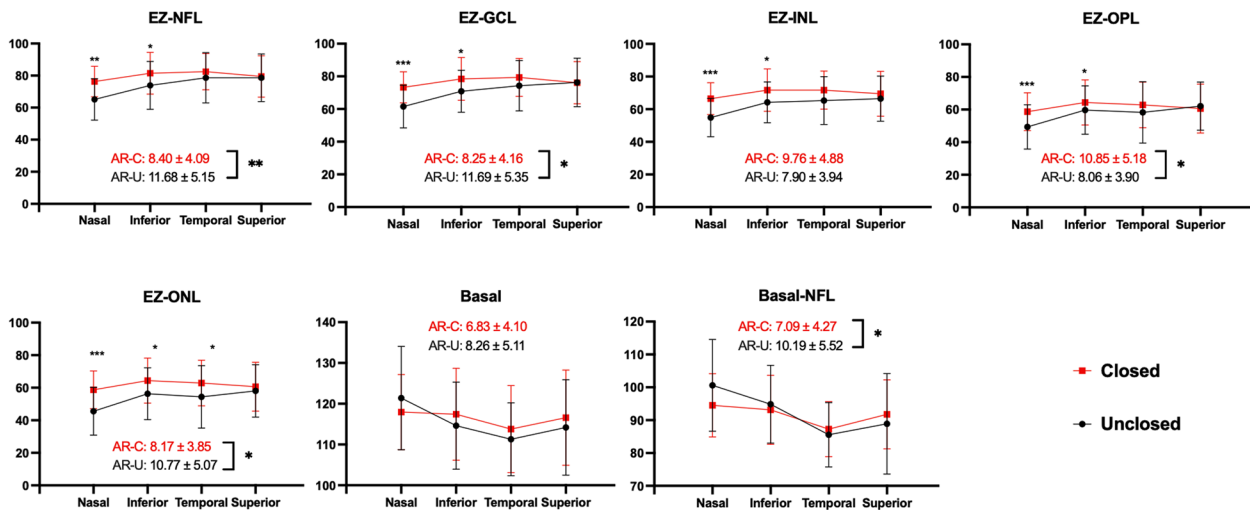 EZ-NFL
100
80
60
40
20
0
**
*
AR-C: 8.40 ± 4.09
AR-U: 11.68 ± 5.15
**
Nasal Inferior Temporal Superior
EZ-GCL
100
80
60
40
20
0
***
*
AR-C: 8.25 ± 4.16
AR-U: 11.69 ± 5.35
*
Nasal Inferior Temporal Superior
EZ-INL
100
80
60
40
20
0
***
*
AR-C: 9.76 ± 4.88
AR-U: 7.90 ± 3.94
Nasal Inferior Temporal Superior
EZ-OPL
100
80
60
40
20
0
***
*
AR-C: 10.85 ± 5.18
AR-U: 8.06 ± 3.90
*
Nasal Inferior Temporal Superior
EZ-ONL
100
80
60
40
20
0
***
*
*
AR-C: 8.17 ± 3.85
AR-U: 10.77 ± 5.07
*
Nasal Inferior Temporal Superior
Basal
140
130
120
110
100
AR-C: 6.83 ± 4.10
AR-U: 8.26 ± 5.11
Nasal Inferior Temporal Superior
Basal-NFL
120
110
100
90
80
70
AR-C: 7.09 ± 4.27
AR-U: 10.19 ± 5.52
*
Nasal Inferior Temporal Superior
Closed
Unclosed